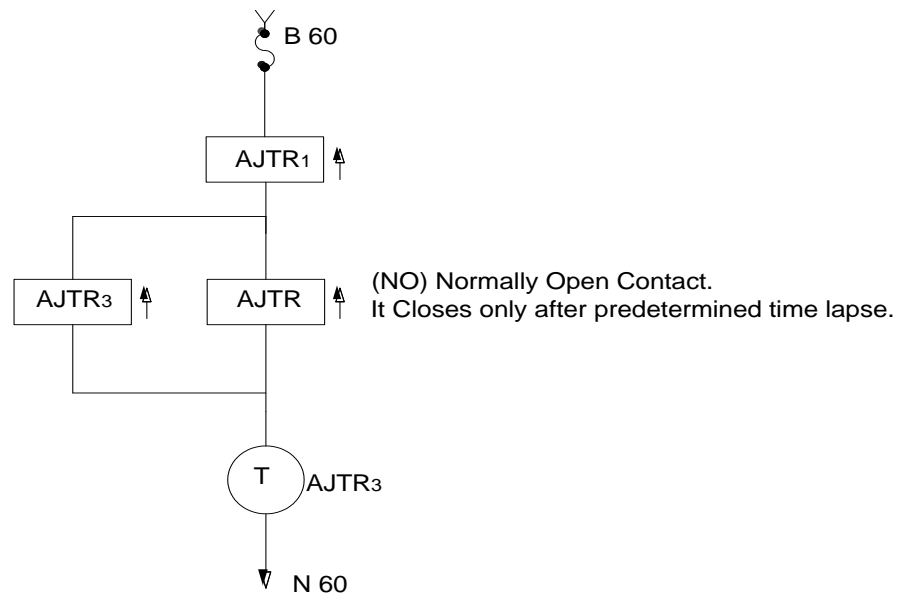 B 60
AJTR1
AJTR3
AJTR
(NO) Normally Open Contact.
It Closes only after predetermined time lapse.
T
AJTR3
N 60